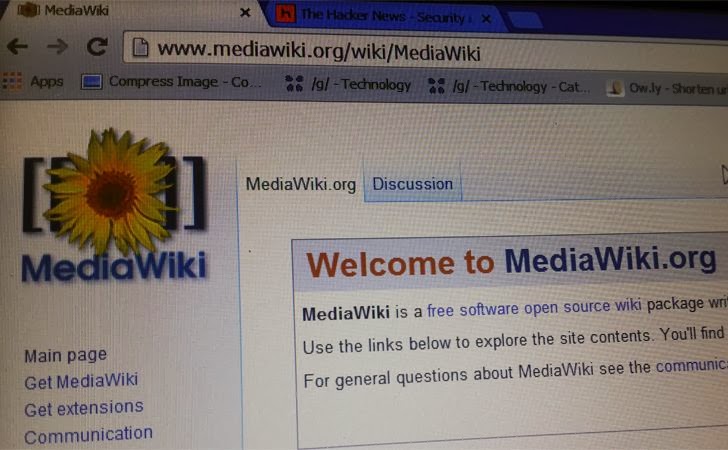 MediaWiki
The Hacker News - Security i
www.mediawiki.org/wiki/MediaWiki
Apps Compress Image - Co... /g/ - Technology /g/ - Technology - Cat... Ow.ly - Shorten ur
MediaWiki.org Discussion
[[ ]]
MediaWiki
Welcome to MediaWiki.org
MediaWiki is a free software open source wiki package wri
Use the links below to explore the site contents. You'll find
For general questions about MediaWiki see the communic
Main page
Get MediaWiki
Get extensions
Communication